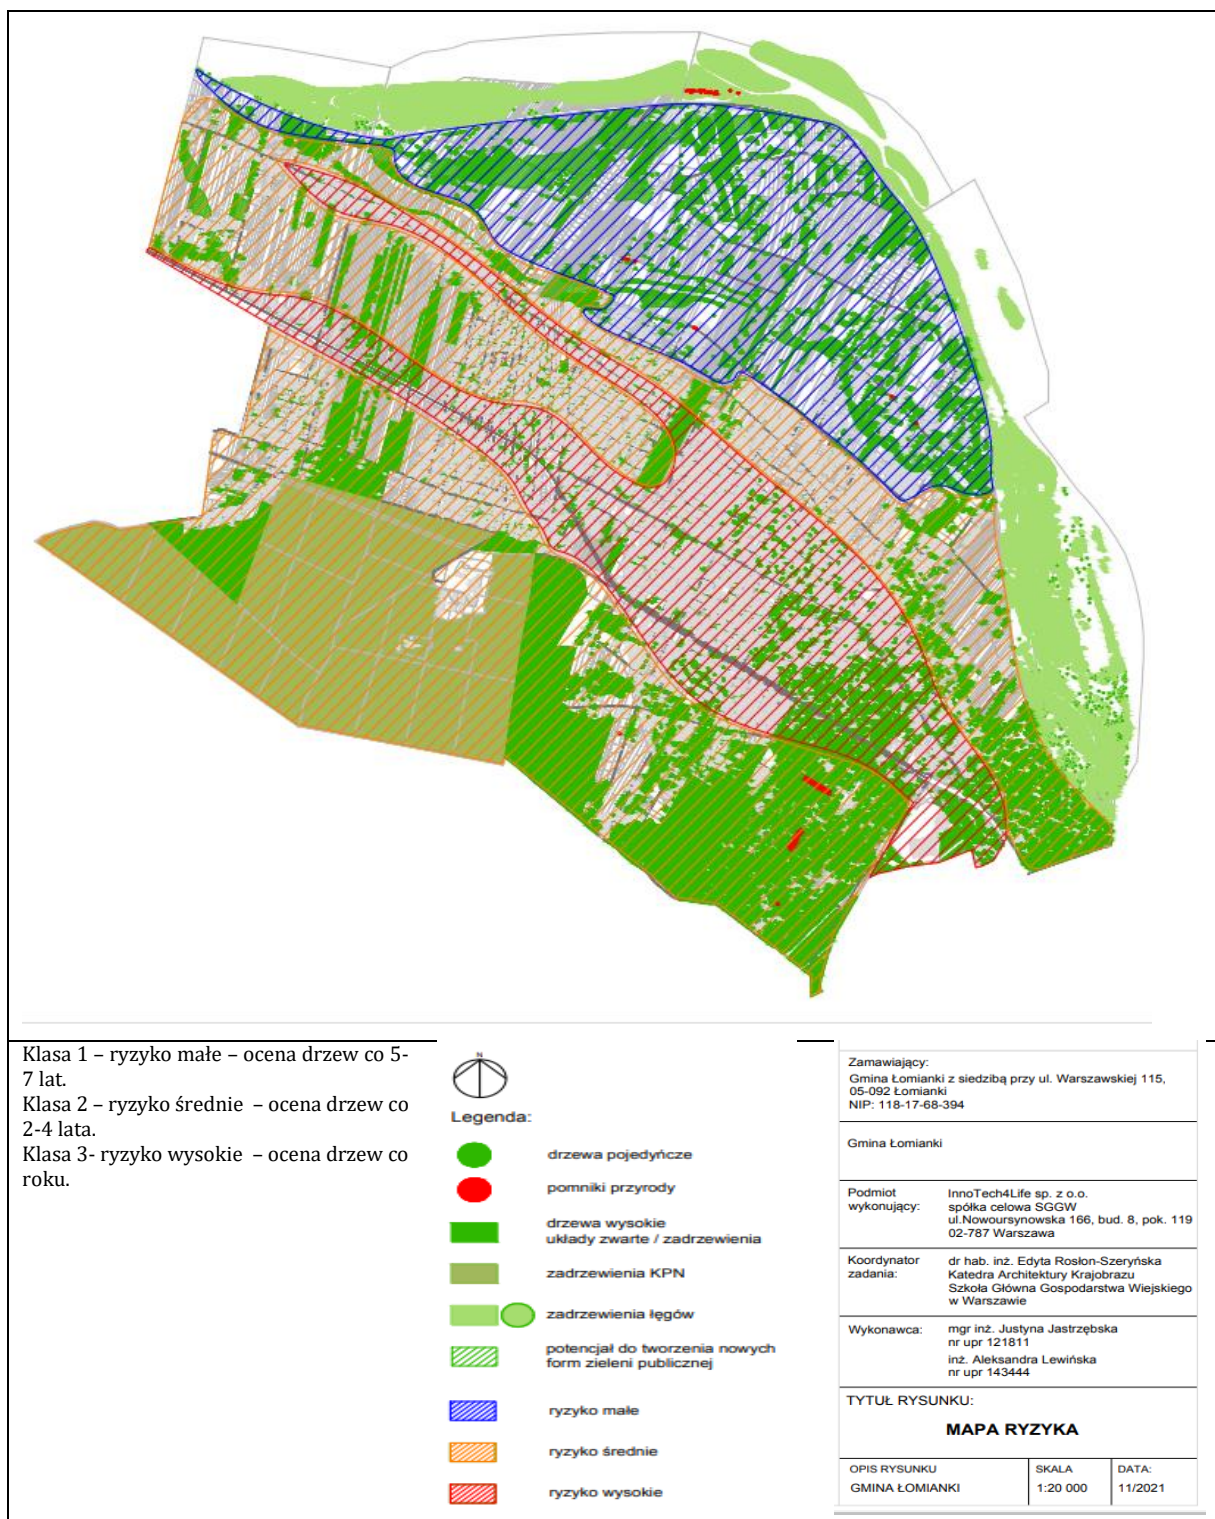 Klasa 1 – ryzyko małe – ocena drzew co 5-
7 lat.
Klasa 2 – ryzyko średnie – ocena drzew co
2-4 lata.
Klasa 3- ryzyko wysokie – ocena drzew co
roku.
N
Legenda:
drzewa pojedyńcze
pomniki przyrody
drzewa wysokie
układy zwarte / zadrzewienia
zadrzewienia KPN
zadrzewienia łęgów
potencjał do tworzenia nowych
form zieleni publicznej
ryzyko małe
ryzyko średnie
ryzyko wysokie
Zamawiający:
Gmina Łomianki z siedzibą przy ul. Warszawskiej 115,
05-092 Łomianki
NIP: 118-17-68-394
Gmina Łomianki
Podmiot
wykonujący:
InnoTech4Life sp. z o.o.
spółka celowa SGGW
ul.Nowoursynowska 166, bud. 8, pok. 119
02-787 Warszawa
Koordynator
zadania:
dr hab. inż. Edyta Rosłon-Szeryńska
Katedra Architektury Krajobrazu
Szkoła Główna Gospodarstwa Wiejskiego
w Warszawie
Wykonawca:
mgr inż. Justyna Jastrzębska
nr upr 121811
inż. Aleksandra Lewińska
nr upr 143444
TYTUŁ RYSUNKU:
MAPA RYZYKA
OPIS RYSUNKU
GMINA ŁOMIANKI
SKALA
1:20 000
DATA:
11/2021